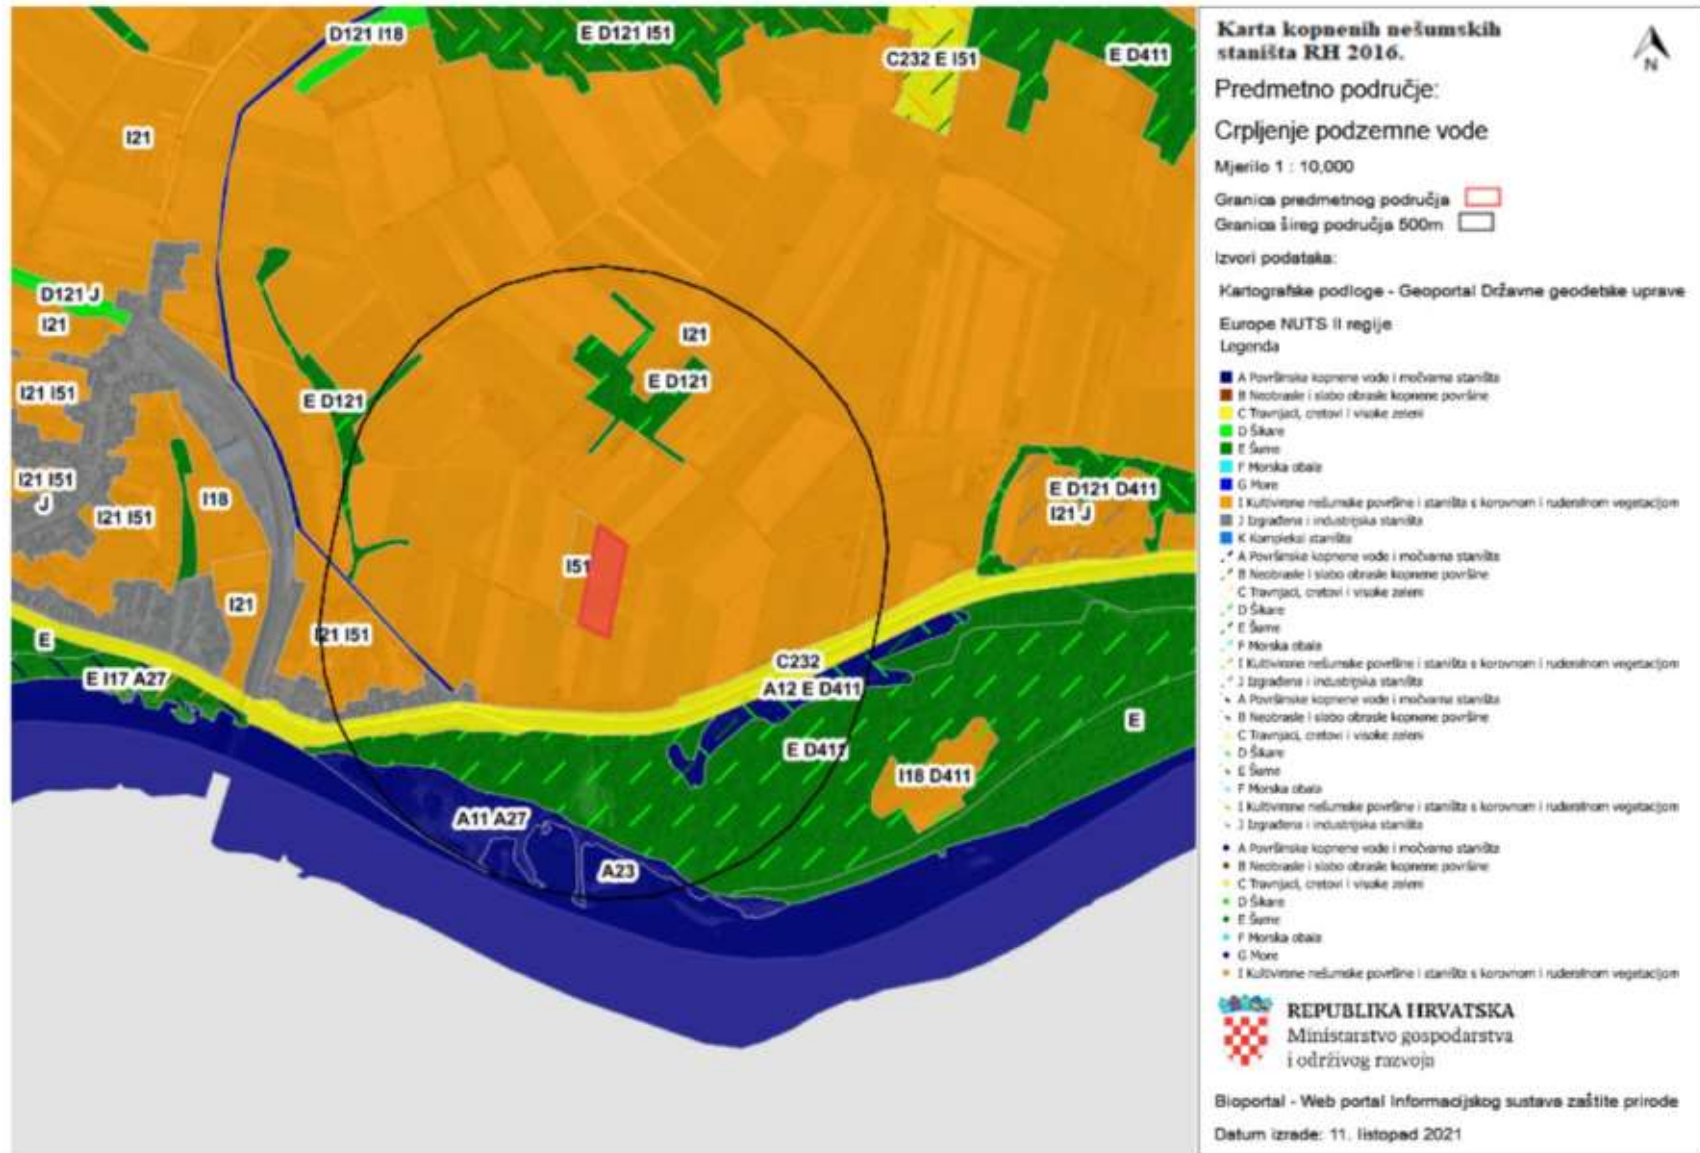 D121 I18
E D121 I51
C232 E I51
E D411
I21
D121 J
I21
I21
I21 I51
E D121
E D121
I21 I51
J
I21 I51
I18
E D121 D411
I21 J
I51
I21
I21 I51
E
C232
E I17 A27
A12 E D411
E
E D411
I18 D411
A11 A27
A23
Karta kopnenih nešumskih
staništa RH 2016.
N
Predmetno područje:
Crpljenje podzemne vode
Mjerilo 1 : 10,000
Granica predmetnog područja
Granica šireg područja 500m
Izvori podataka:
Kartografske podloge - Geoportal Državne geodetske uprave
Europe NUTS II regije
Legenda
A Površinske kopnene vode i močvarna staništa
B Neobrasle i slabo obrasle kopnene površine
C Travnjaci, cretovi i visoke zeleni
D Šikare
E Šume
F Morska obala
G More
I Kultivirane nešumske površine i staništa s korovnom i ruderalnom vegetacijom
J Izgrađena i industrijska staništa
K Kompleksi staništa
A Površinske kopnene vode i močvarna staništa
B Neobrasle i slabo obrasle kopnene površine
C Travnjaci, cretovi i visoke zeleni
D Šikare
E Šume
F Morska obala
I Kultivirane nešumske površine i staništa s korovnom i ruderalnom vegetacijom
J Izgrađena i industrijska staništa
A Površinske kopnene vode i močvarna staništa
B Neobrasle i slabo obrasle kopnene površine
C Travnjaci, cretovi i visoke zeleni
D Šikare
E Šume
F Morska obala
I Kultivirane nešumske površine i staništa s korovnom i ruderalnom vegetacijom
J Izgrađena i industrijska staništa
A Površinske kopnene vode i močvarna staništa
B Neobrasle i slabo obrasle kopnene površine
C Travnjaci, cretovi i visoke zeleni
D Šikare
E Šume
F Morska obala
G More
I Kultivirane nešumske površine i staništa s korovnom i ruderalnom vegetacijom
REPUBLIKA HRVATSKA
Ministarstvo gospodarstva
i održivog razvoja
Bioportal - Web portal Informacijskog sustava zaštite prirode
Datum izrade: 11. listopad 2021